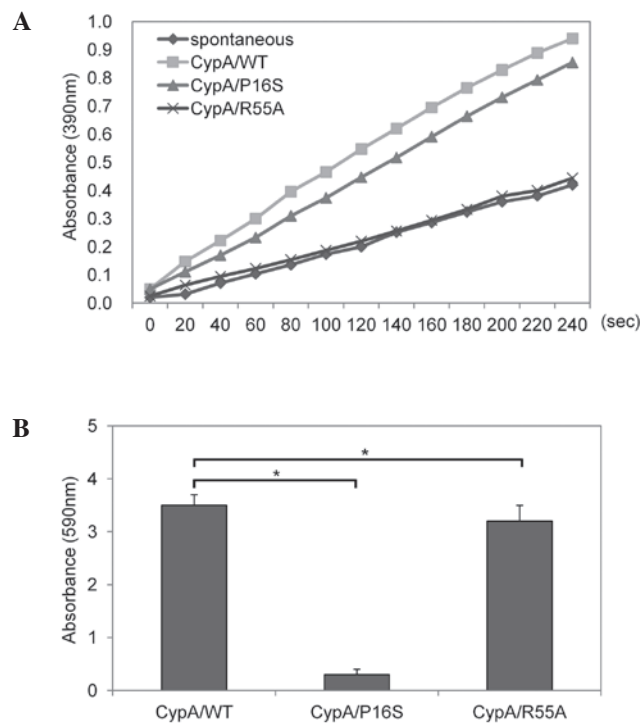 A
1.0
0.9
0.8
0.7
0.6
0.5
0.4
0.3
0.2
0.1
0.0
Absorbance (390nm)
spontaneous
CypA/WT
CypA/P16S
CypA/R55A
0 20 40 60 80 100 120 140 160 180 200 220 240 (sec)
B
5
4
3
2
1
0
Absorbance (590nm)
*
*
CypA/WT CypA/P16S CypA/R55A